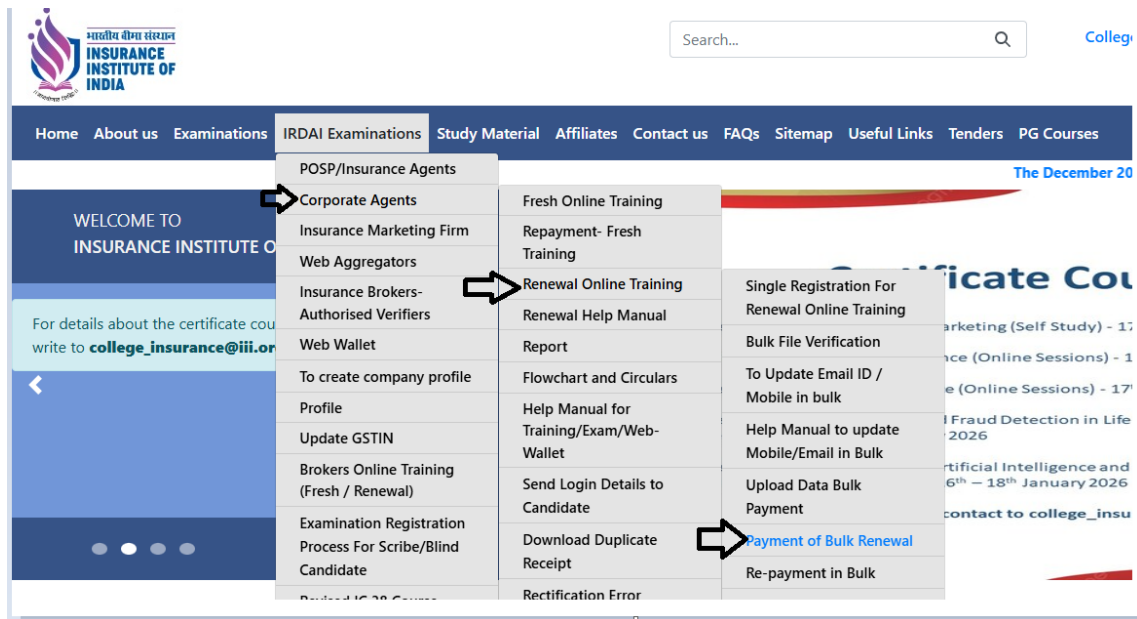 भारतीय बीमा संस्थान
INSURANCE
INSTITUTE OF
INDIA
Search...
Home About us Examinations IRDAI Examinations Study Material Affiliates Contact us FAQs Sitemap Useful Links Tenders PG Courses
The December 20
WELCOME TO
INSURANCE INSTITUTE O
For details about the certificate cou
write to college_insurance@iii.or
POSP/Insurance Agents
Corporate Agents
Insurance Marketing Firm
Web Aggregators
Insurance Brokers-
Authorised Verifiers
Web Wallet
To create company profile
Profile
Update GSTIN
Brokers Online Training
(Fresh / Renewal)
Examination Registration
Process For Scribe/Blind
Candidate
Revised IC 38 Course
Fresh Online Training
Repayment- Fresh
Training
Renewal Online Training
Renewal Help Manual
Report
Flowchart and Circulars
Help Manual for
Training/Exam/Web-
Wallet
Send Login Details to
Candidate
Download Duplicate
Receipt
Rectification Error
Single Registration For
Renewal Online Training
Bulk File Verification
To Update Email ID /
Mobile in bulk
Help Manual to update
Mobile/Email in Bulk
Upload Data Bulk
Payment
Payment of Bulk Renewal
Re-payment in Bulk
(Self Study) - 17
(Online Sessions) - 1
(Online Sessions) - 17
Fraud Detection in Life
2026
Intelligence and
– 18th January 2026
contact to college_insu